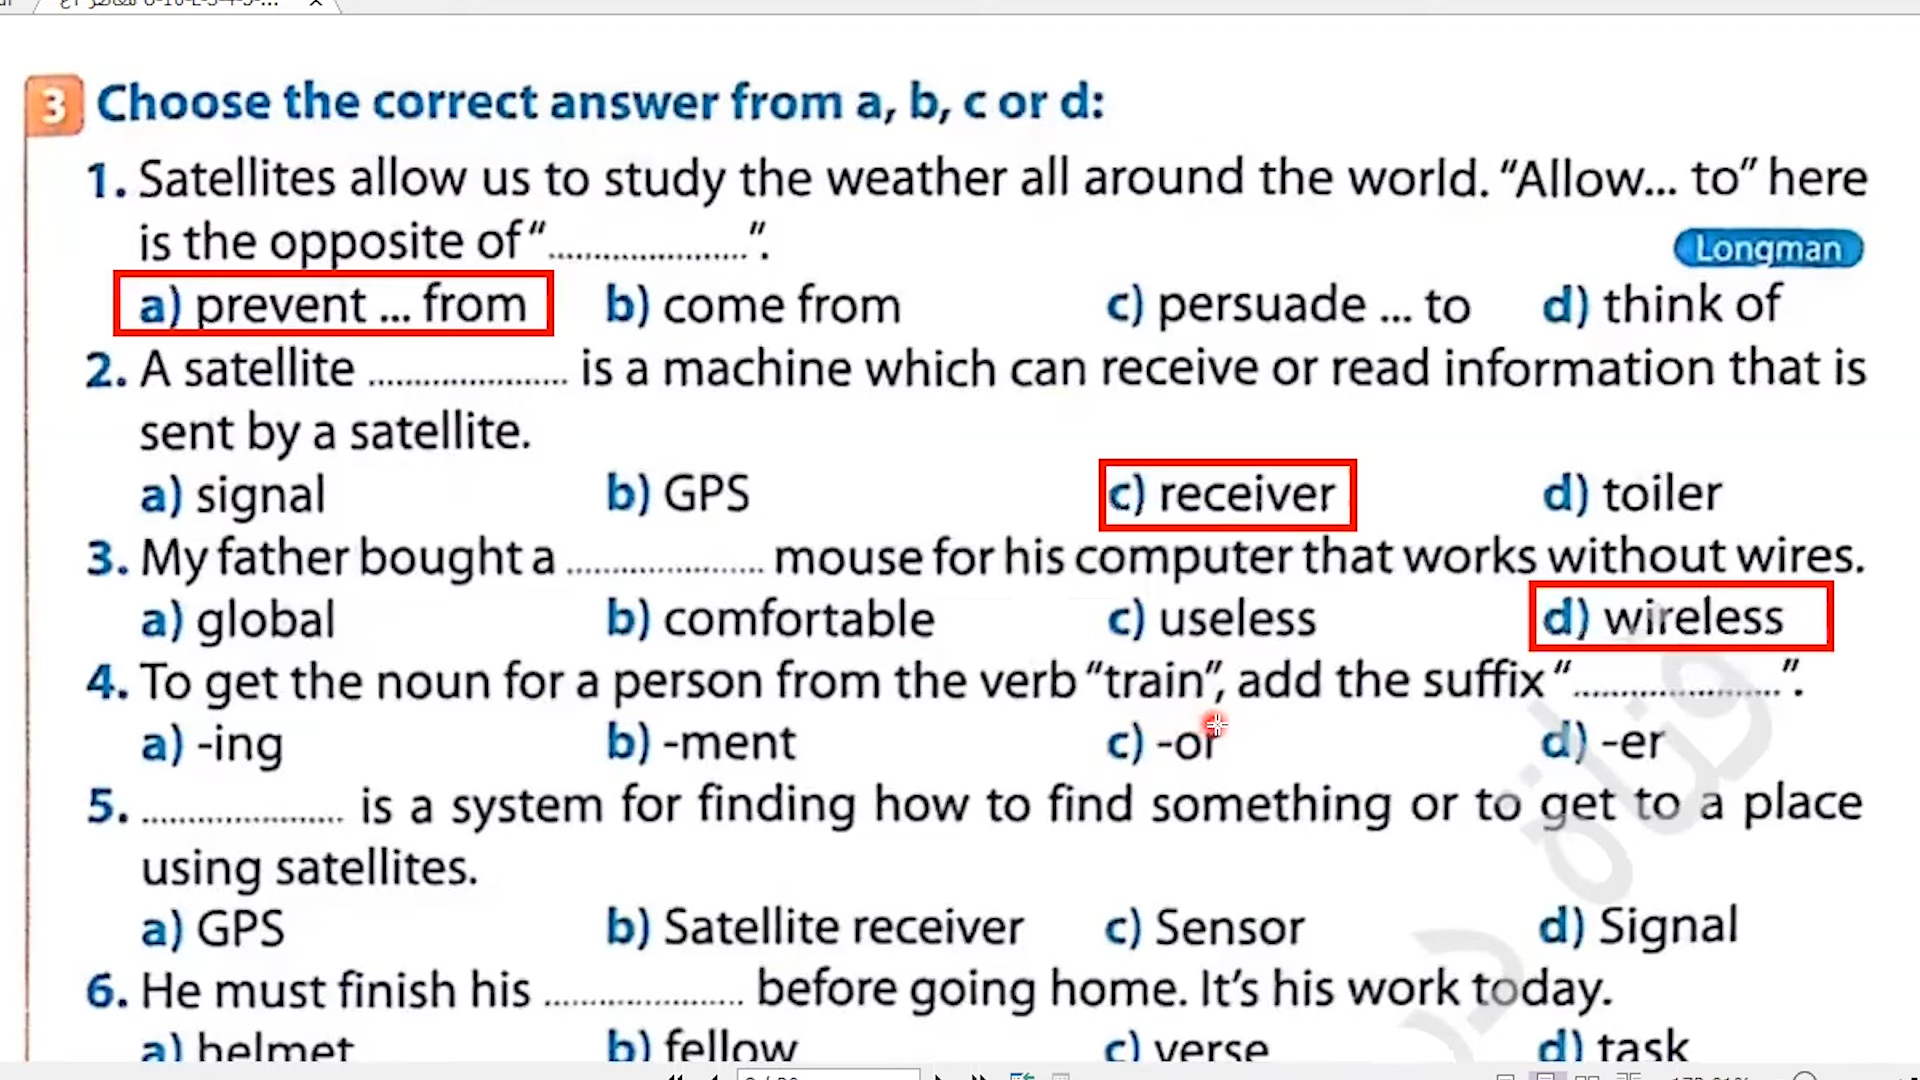 3 Choose the correct answer from a, b, c or d:
1. Satellites allow us to study the weather all around the world. “Allow... to” here
is the opposite of “.....................”.
Longman
a) prevent ... from b) come from c) persuade ... to d) think of
2. A satellite ..................... is a machine which can receive or read information that is
sent by a satellite.
a) signal b) GPS c) receiver d) toiler
3. My father bought a ..................... mouse for his computer that works without wires.
a) global b) comfortable c) useless d) wireless
4. To get the noun for a person from the verb “train”, add the suffix “.....................”.
a) -ing b) -ment c) -or d) -er
5. ..................... is a system for finding how to find something or to get to a place
using satellites.
a) GPS b) Satellite receiver c) Sensor d) Signal
6. He must finish his ..................... before going home. It’s his work today.
a) helmet b) fellow c) verse d) task
قناة